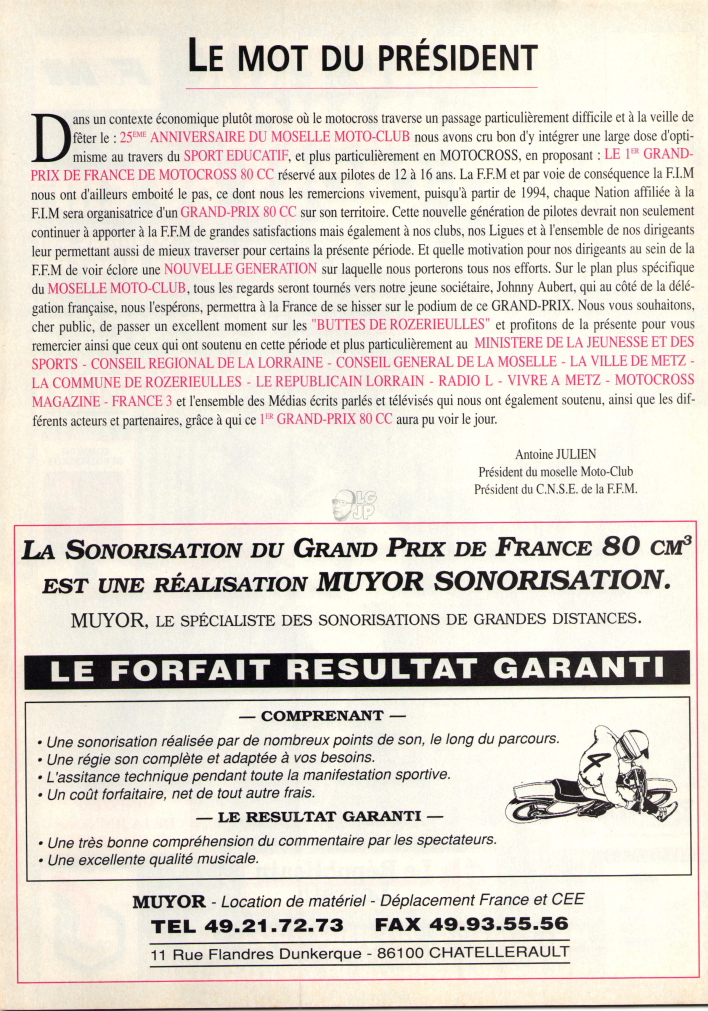 LE MOT DU PRÉSIDENT
Dans un contexte économique plutôt morose où le motocross traverse un passage particulièrement difficile et à la veille de
fêter le : 25EME ANNIVERSAIRE DU MOSELLE MOTO-CLUB nous avons cru bon d'y intégrer une large dose d'opti-
misme au travers du SPORT EDUCATIF, et plus particulièrement en MOTOCROSS, en proposant : LE 1ER GRAND-
PRIX DE FRANCE DE MOTOCROSS 80 CC réservé aux pilotes de 12 à 16 ans. La F.F.M et par voie de conséquence la F.I.M
nous ont d'ailleurs emboité le pas, ce dont nous les remercions vivement, puisqu'à partir de 1994, chaque Nation affiliée à la
F.I.M sera organisatrice d'un GRAND-PRIX 80 CC sur son territoire. Cette nouvelle génération de pilotes devrait non seulement
continuer à apporter à la F.F.M de grandes satisfactions mais également à nos clubs, nos Ligues et à l'ensemble de nos dirigeants
leur permettant aussi de mieux traverser pour certains la présente période. Et quelle motivation pour nos dirigeants au sein de la
F.F.M de voir éclore une NOUVELLE GENERATION sur laquelle nous porterons tous nos efforts. Sur le plan plus spécifique
du MOSELLE MOTO-CLUB, tous les regards seront tournés vers notre jeune sociétaire, Johnny Aubert, qui au côté de la délé-
gation française, nous l'espérons, permettra à la France de se hisser sur le podium de ce GRAND-PRIX. Nous vous souhaitons,
cher public, de passer un excellent moment sur les "BUTTES DE ROZERIEULLES" et profitons de la présente pour vous
remercier ainsi que ceux qui ont soutenu en cette période et plus particulièrement au MINISTERE DE LA JEUNESSE ET DES
SPORTS - CONSEIL REGIONAL DE LA LORRAINE - CONSEIL GENERAL DE LA MOSELLE - LA VILLE DE METZ -
LA COMMUNE DE ROZERIEULLES - LE REPUBLICAIN LORRAIN - RADIO L - VIVRE A METZ - MOTOCROSS
MAGAZINE - FRANCE 3 et l'ensemble des Médias écrits parlés et télévisés qui nous ont également soutenu, ainsi que les dif-
férents acteurs et partenaires, grâce à qui ce 1ER GRAND-PRIX 80 CC aura pu voir le jour.
Antoine JULIEN
Président du moselle Moto-Club
Président du C.N.S.E. de la F.F.M.
LG
JP
LA SONORISATION DU GRAND PRIX DE FRANCE 80 CM³
EST UNE RÉALISATION MUYOR SONORISATION.
MUYOR, LE SPÉCIALISTE DES SONORISATIONS DE GRANDES DISTANCES.
LE FORFAIT RESULTAT GARANTI
— COMPRENANT —
• Une sonorisation réalisée par de nombreux points de son, le long du parcours.
• Une régie son complète et adaptée à vos besoins.
• L'assitance technique pendant toute la manifestation sportive.
• Un coût forfaitaire, net de tout autre frais.
4
— LE RESULTAT GARANTI —
• Une très bonne compréhension du commentaire par les spectateurs.
• Une excellente qualité musicale.
MUYOR - Location de matériel - Déplacement France et CEE
TEL 49.21.72.73 FAX 49.93.55.56
11 Rue Flandres Dunkerque - 86100 CHATELLERAULT